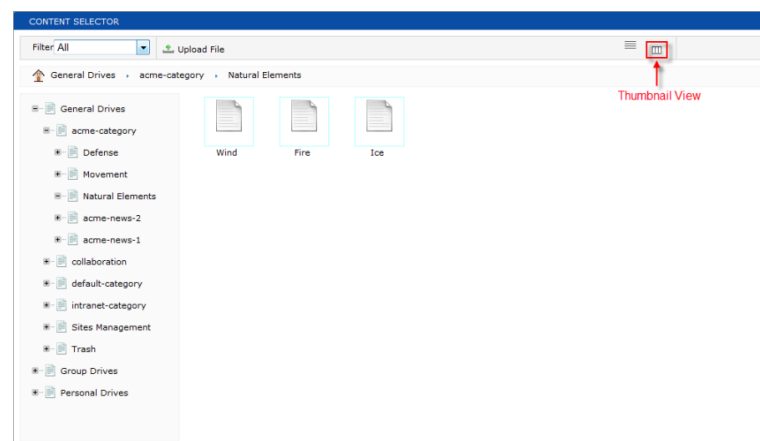 CONTENT SELECTOR
Filter All Upload File
General Drives acme-category Natural Elements
Thumbnail View
General Drives
acme-category
Defense
Movement
Natural Elements
acme-news-2
acme-news-1
collaboration
default-category
intranet-category
Sites Management
Trash
Group Drives
Personal Drives
Wind Fire Ice